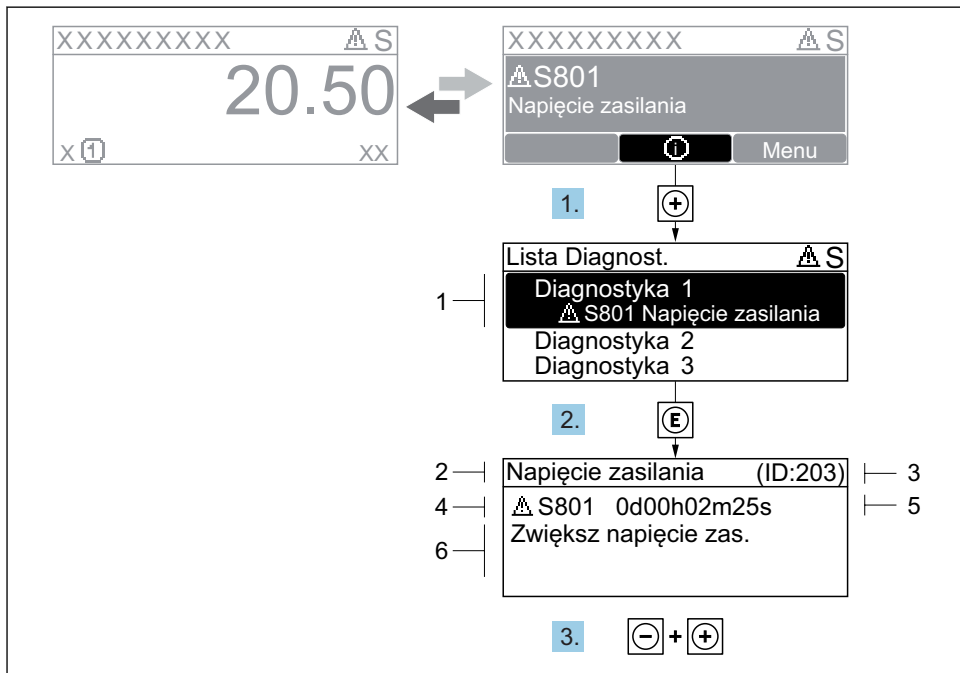 XXXXXXXXX ⚠ S
20.50
X ① XX
XXXXXXXXX ⚠ S
⚠ S801
Napięcie zasilania
ⓘ Menu
1. +
Lista Diagnost. ⚠ S
1
Diagnostyka 1
⚠ S801 Napięcie zasilania
Diagnostyka 2
Diagnostyka 3
2. E
2 Napięcie zasilania (ID:203) 3
4 ⚠ S801 0d00h02m25s 5
6 Zwiększ napięcie zas.
3. - + +